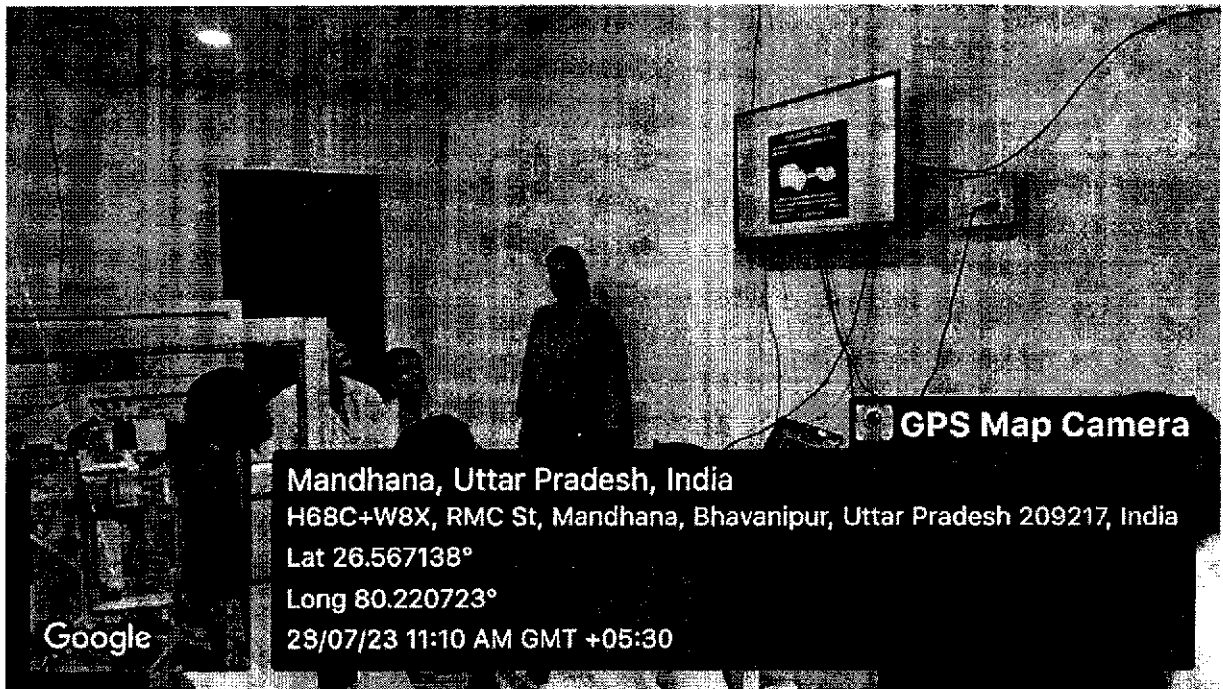 GPS Map Camera
Mandhana, Uttar Pradesh, India
H68C+W8X, RMC St, Mandhana, Bhavanipur, Uttar Pradesh 209217, India
Lat 26.567138°
Long 80.220723°
28/07/23 11:10 AM GMT +05:30
Google